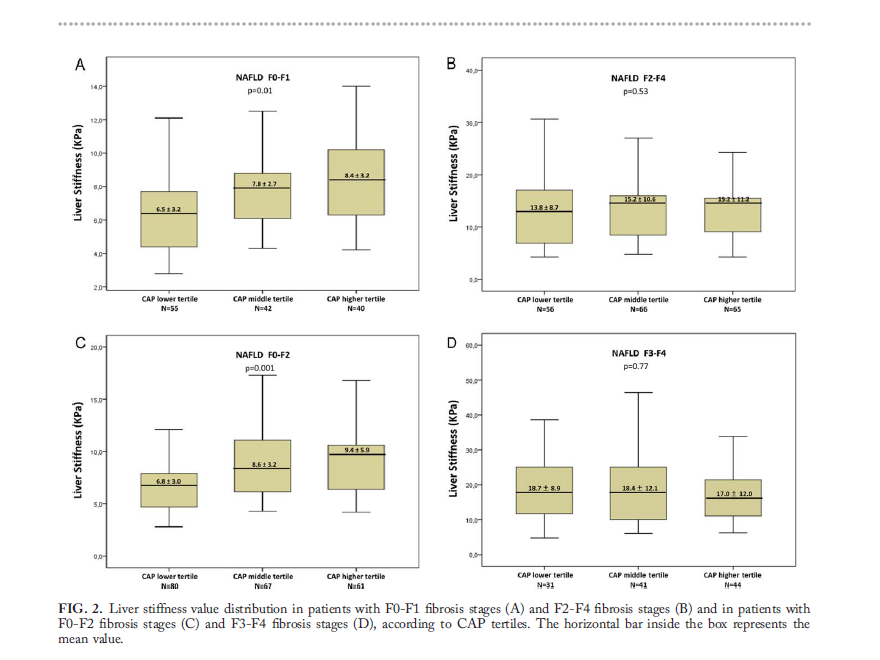 A
NAFLD F0-F1
p=0.01
Liver Stiffness (KPa)
14,0
12,0
10,0
8,0
6,0
4,0
2,0
6.5 ± 3.2
7.8 ± 2.7
8.4 ± 3.2
CAP lower tertile
N=55
CAP middle tertile
N=42
CAP higher tertile
N=40
B
NAFLD F2-F4
p=0.53
Liver Stiffness (KPa)
40,0
30,0
20,0
10,0
0,0
13.8 ± 8.7
15.2 ± 10.6
15.2 ± 11.2
CAP lower tertile
N=56
CAP middle tertile
N=66
CAP higher tertile
N=65
C
NAFLD F0-F2
p=0.001
Liver Stiffness (KPa)
20,0
15,0
10,0
5,0
0,0
6.8 ± 3.0
8.6 ± 3.2
9.4 ± 5.9
CAP lower tertile
N=80
CAP middle tertile
N=67
CAP higher tertile
N=61
D
NAFLD F3-F4
p=0.77
Liver Stiffness (KPa)
60,0
50,0
40,0
30,0
20,0
10,0
0,0
18.7 ± 8.9
18.4 ± 12.1
17.0 ± 12.0
CAP lower tertile
N=31
CAP middle tertile
N=41
CAP higher tertile
N=44
FIG. 2. Liver stiffness value distribution in patients with F0-F1 fibrosis stages (A) and F2-F4 fibrosis stages (B) and in patients with
F0-F2 fibrosis stages (C) and F3-F4 fibrosis stages (D), according to CAP tertiles. The horizontal bar inside the box represents the
mean value.